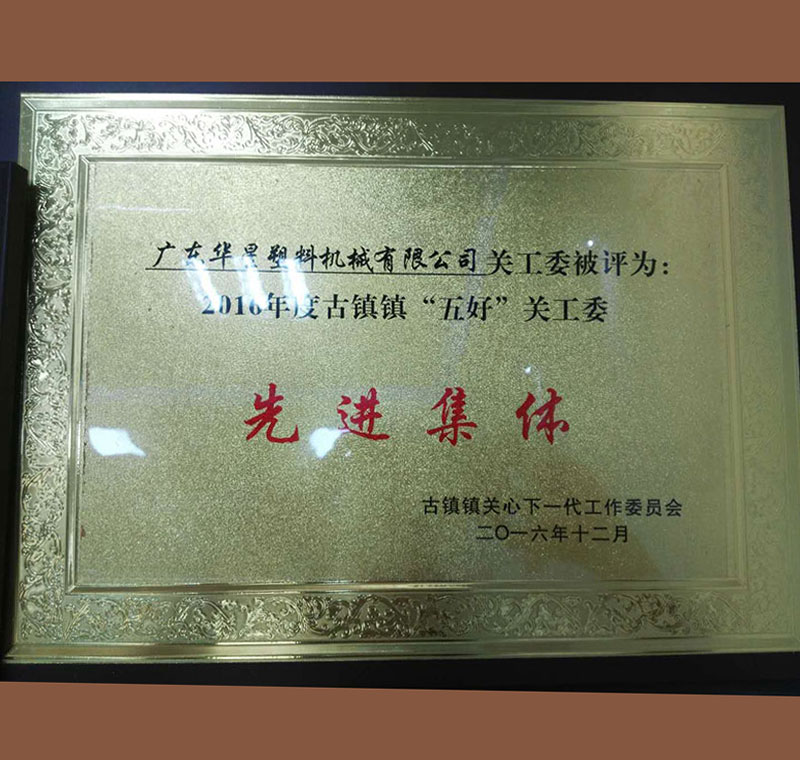 广东华星塑料机械有限公司关工委被评为：
2016年度古镇镇“五好”关工委
先进集体
古镇镇关心下一代工作委员会
二〇一六年十二月